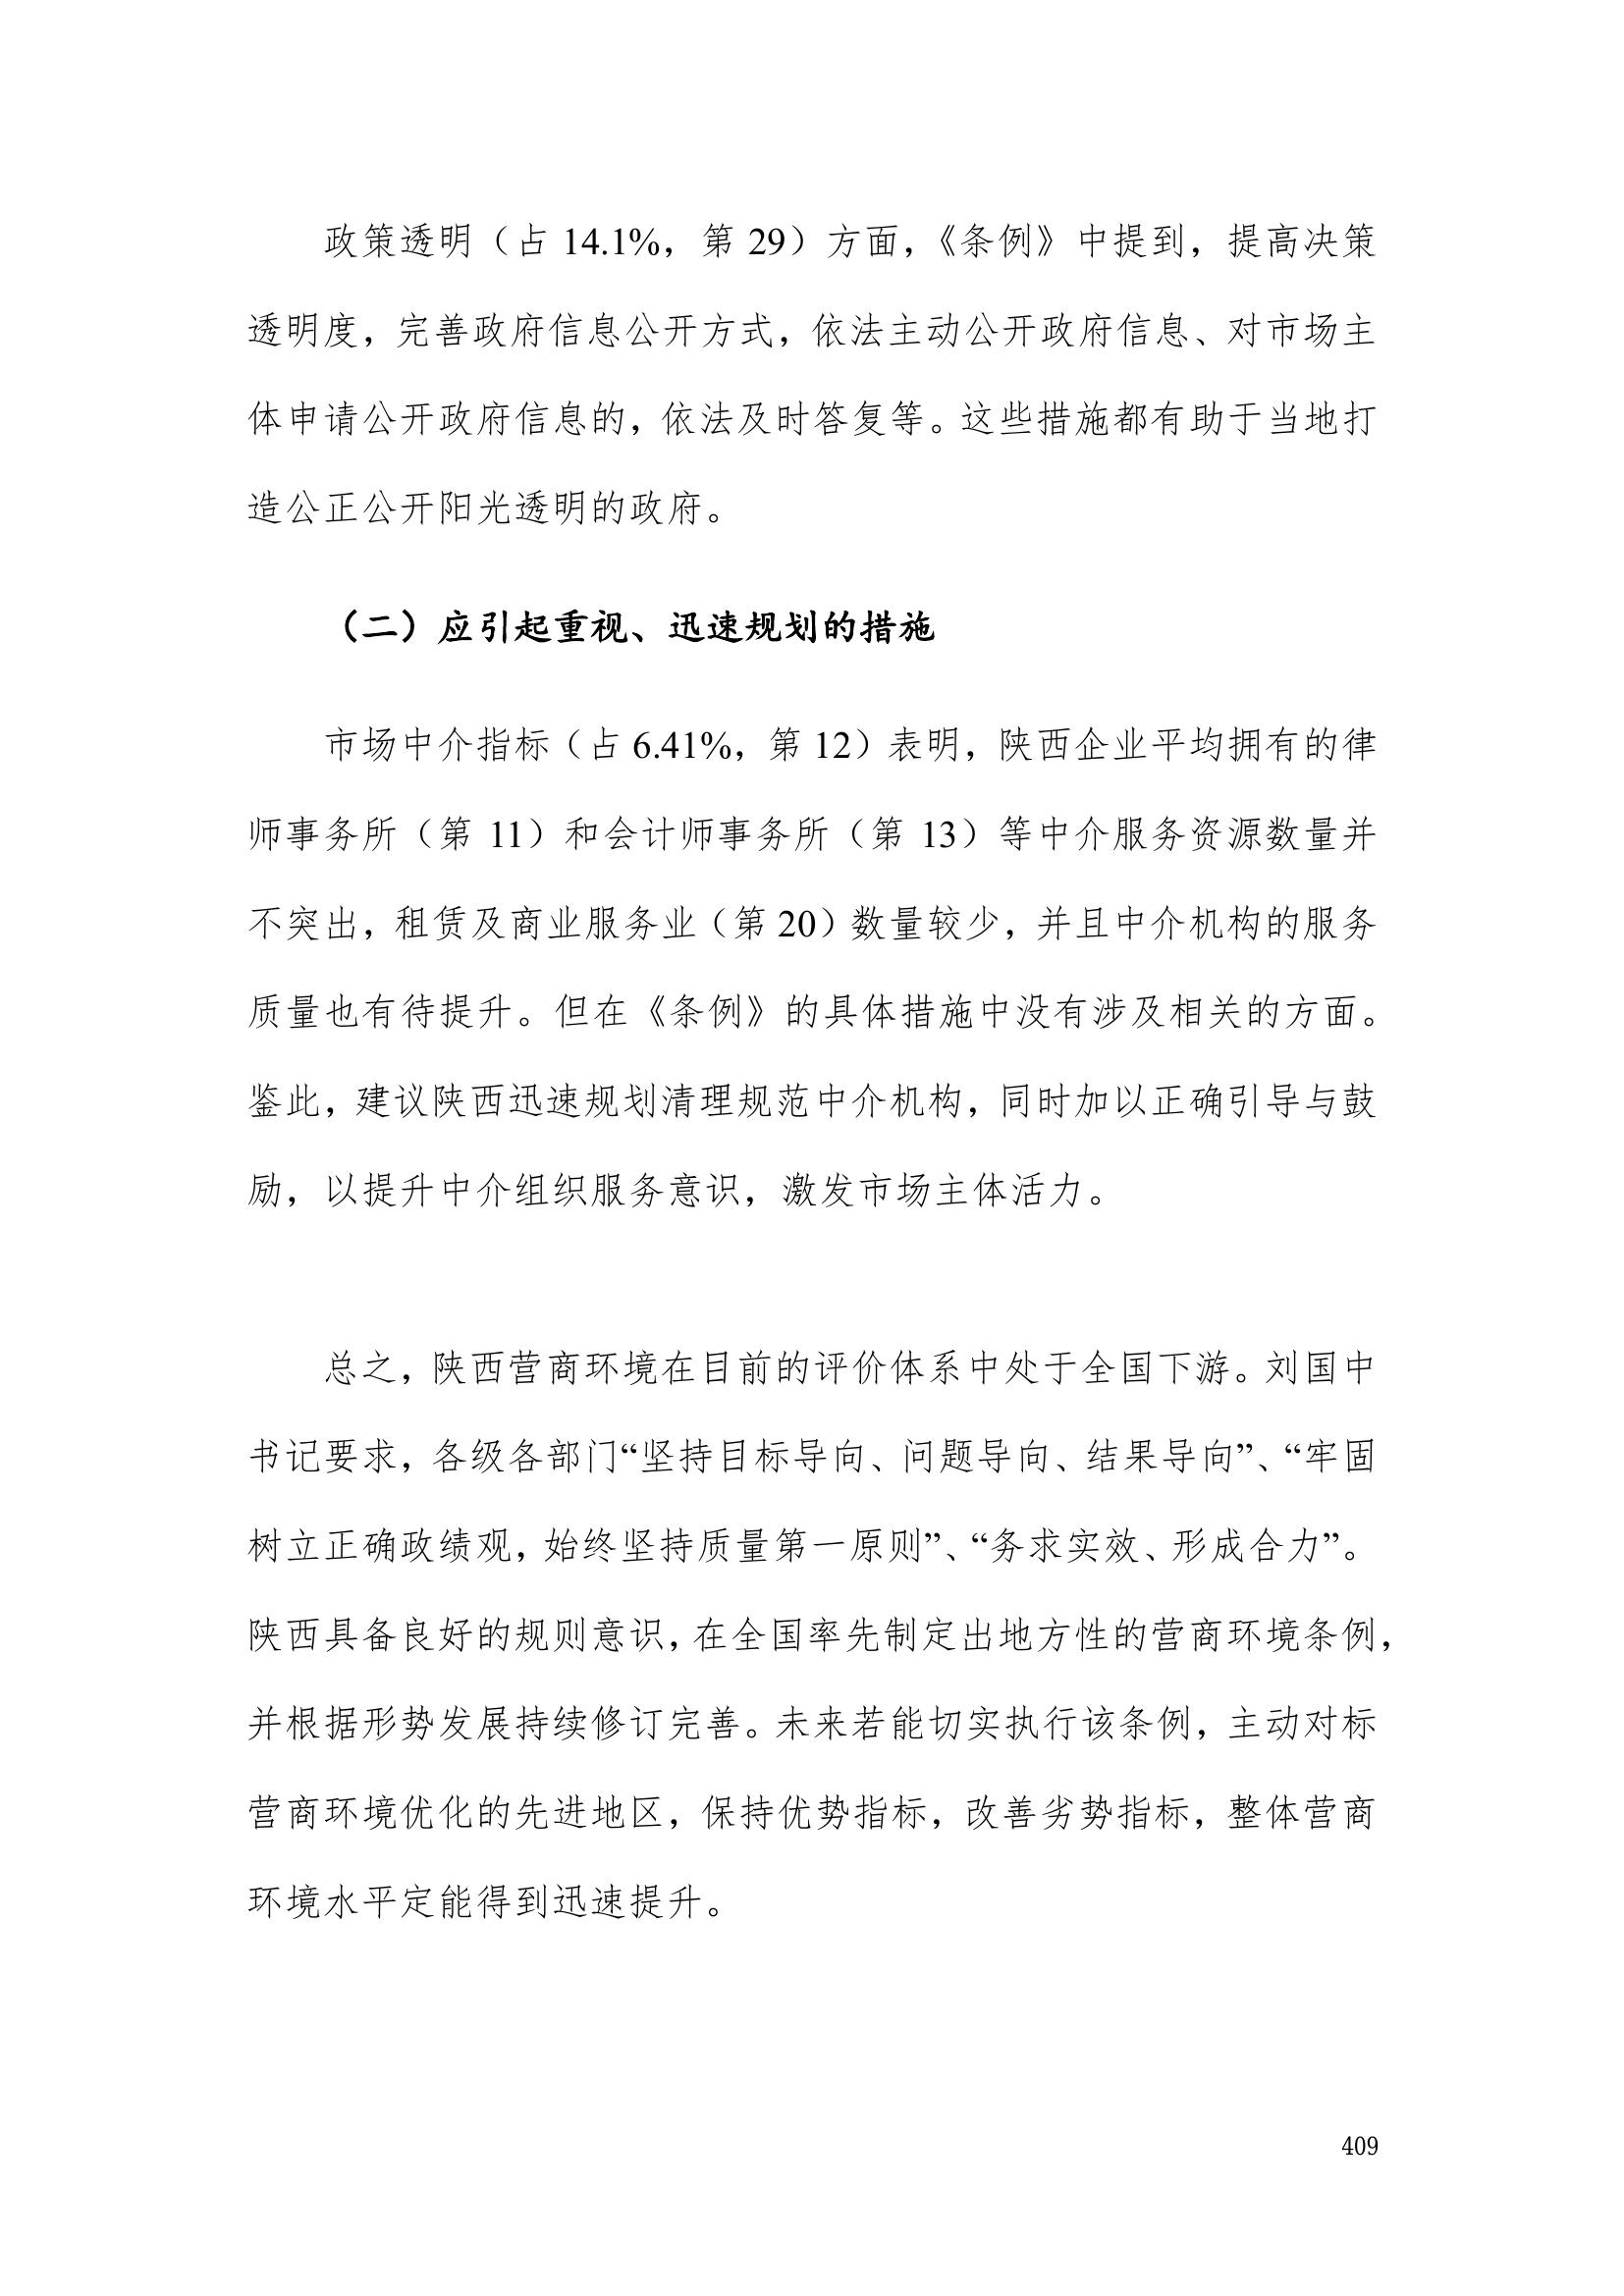 政策透明（占 14.1%，第 29）方面，《条例》中提到，提高决策
透明度，完善政府信息公开方式，依法主动公开政府信息、对市场主
体申请公开政府信息的，依法及时答复等。这些措施都有助于当地打
造公正公开阳光透明的政府。
（二）应引起重视、迅速规划的措施
市场中介指标（占 6.41%，第 12）表明，陕西企业平均拥有的律
师事务所（第 11）和会计师事务所（第 13）等中介服务资源数量并
不突出，租赁及商业服务业（第 20）数量较少，并且中介机构的服务
质量也有待提升。但在《条例》的具体措施中没有涉及相关的方面。
鉴此，建议陕西迅速规划清理规范中介机构，同时加以正确引导与鼓
励，以提升中介组织服务意识，激发市场主体活力。
总之，陕西营商环境在目前的评价体系中处于全国下游。刘国中
书记要求，各级各部门“坚持目标导向、问题导向、结果导向”、“牢固
树立正确政绩观，始终坚持质量第一原则”、“务求实效、形成合力”。
陕西具备良好的规则意识，在全国率先制定出地方性的营商环境条例，
并根据形势发展持续修订完善。未来若能切实执行该条例，主动对标
营商环境优化的先进地区，保持优势指标，改善劣势指标，整体营商
环境水平定能得到迅速提升。
409